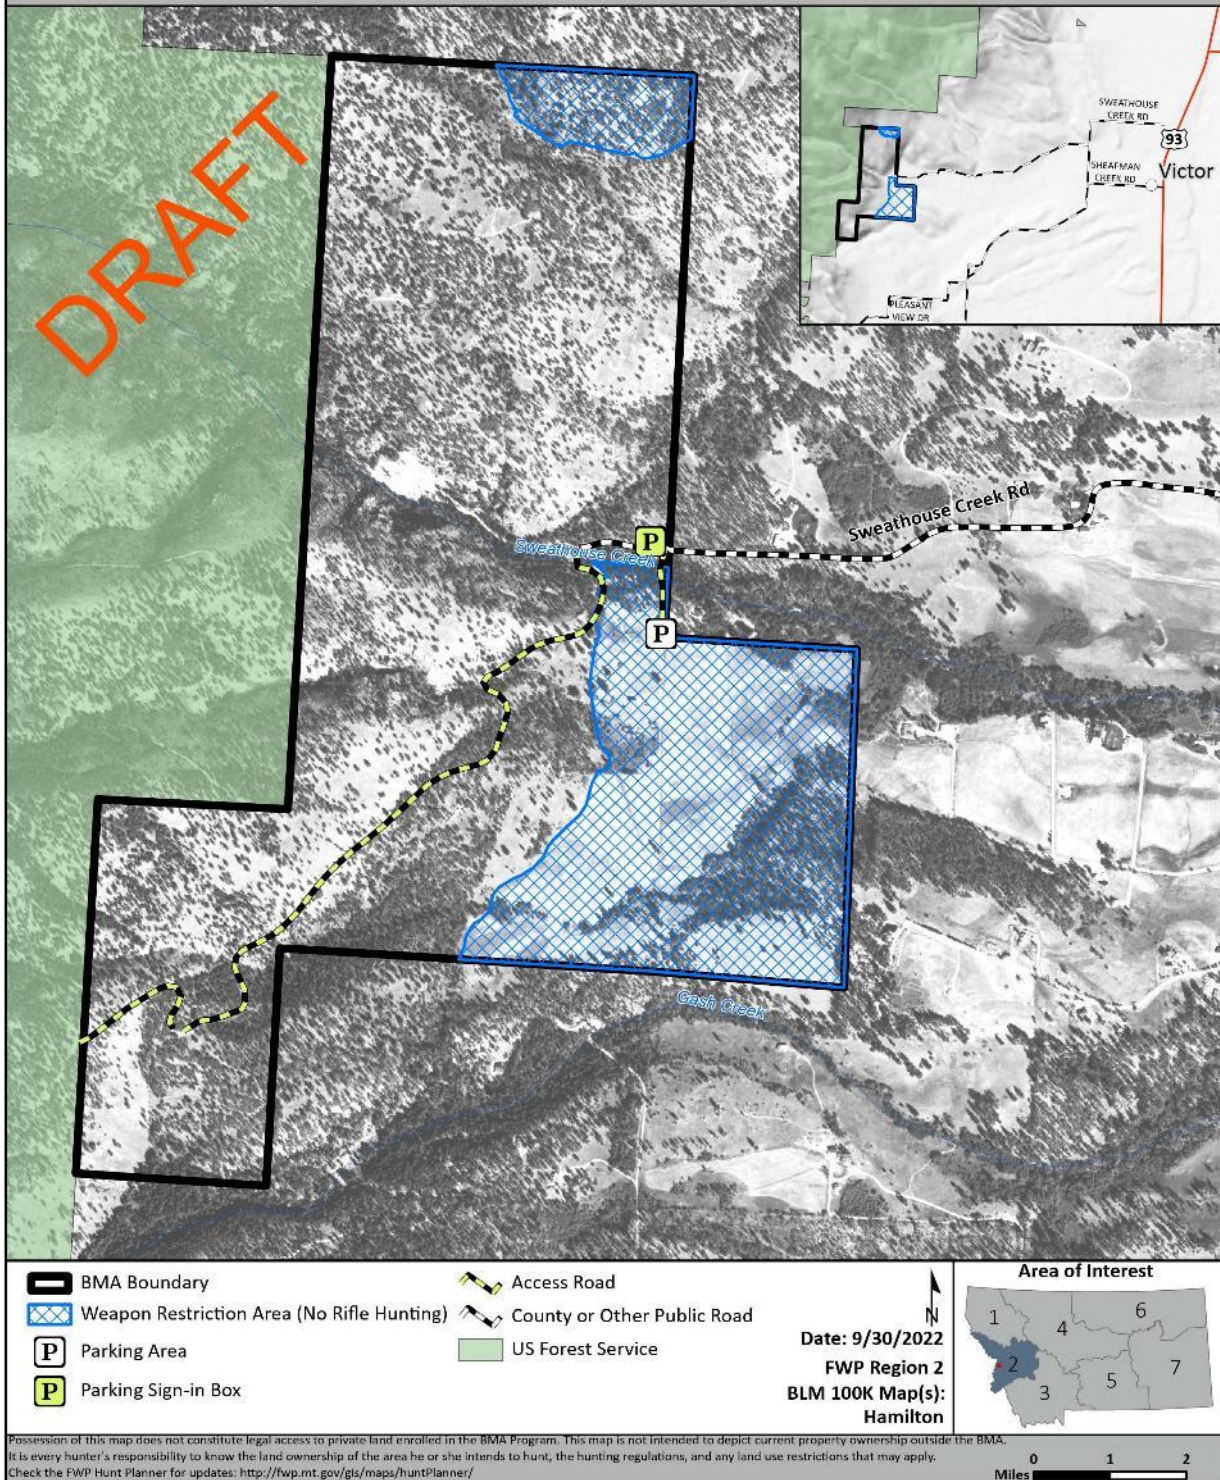 DRAFT
SWEATHOUSE
CREEK RD
93
SHEAFMAN
CREEK RD
Victor
PLEASANT
VIEW DR
Sweathouse Creek Rd
P
Sweathouse Creek
P
Gash Creek
BMA Boundary
Weapon Restriction Area (No Rifle Hunting)
P Parking Area
P Parking Sign-in Box
Access Road
County or Other Public Road
US Forest Service
N
Date: 9/30/2022
FWP Region 2
BLM 100K Map(s):
Hamilton
Area of Interest
1
4
6
2
3
5
7
Possession of this map does not constitute legal access to private land enrolled in the BMA Program. This map is not intended to depict current property ownership outside the BMA.
It is every hunter's responsibility to know the land ownership of the area he or she intends to hunt, the hunting regulations, and any land use restrictions that may apply.
Check the FWP Hunt Planner for updates: http://fwp.mt.gov/gis/maps/huntPlanner/
0 1 2
Miles